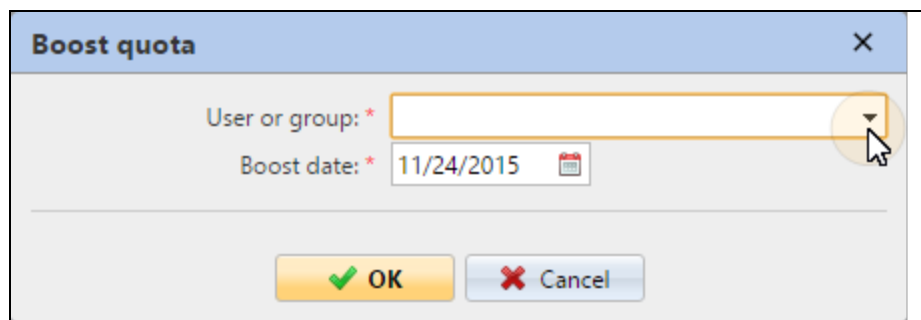 Boost quota
User or group: *
Boost date: * 11/24/2015
OK Cancel